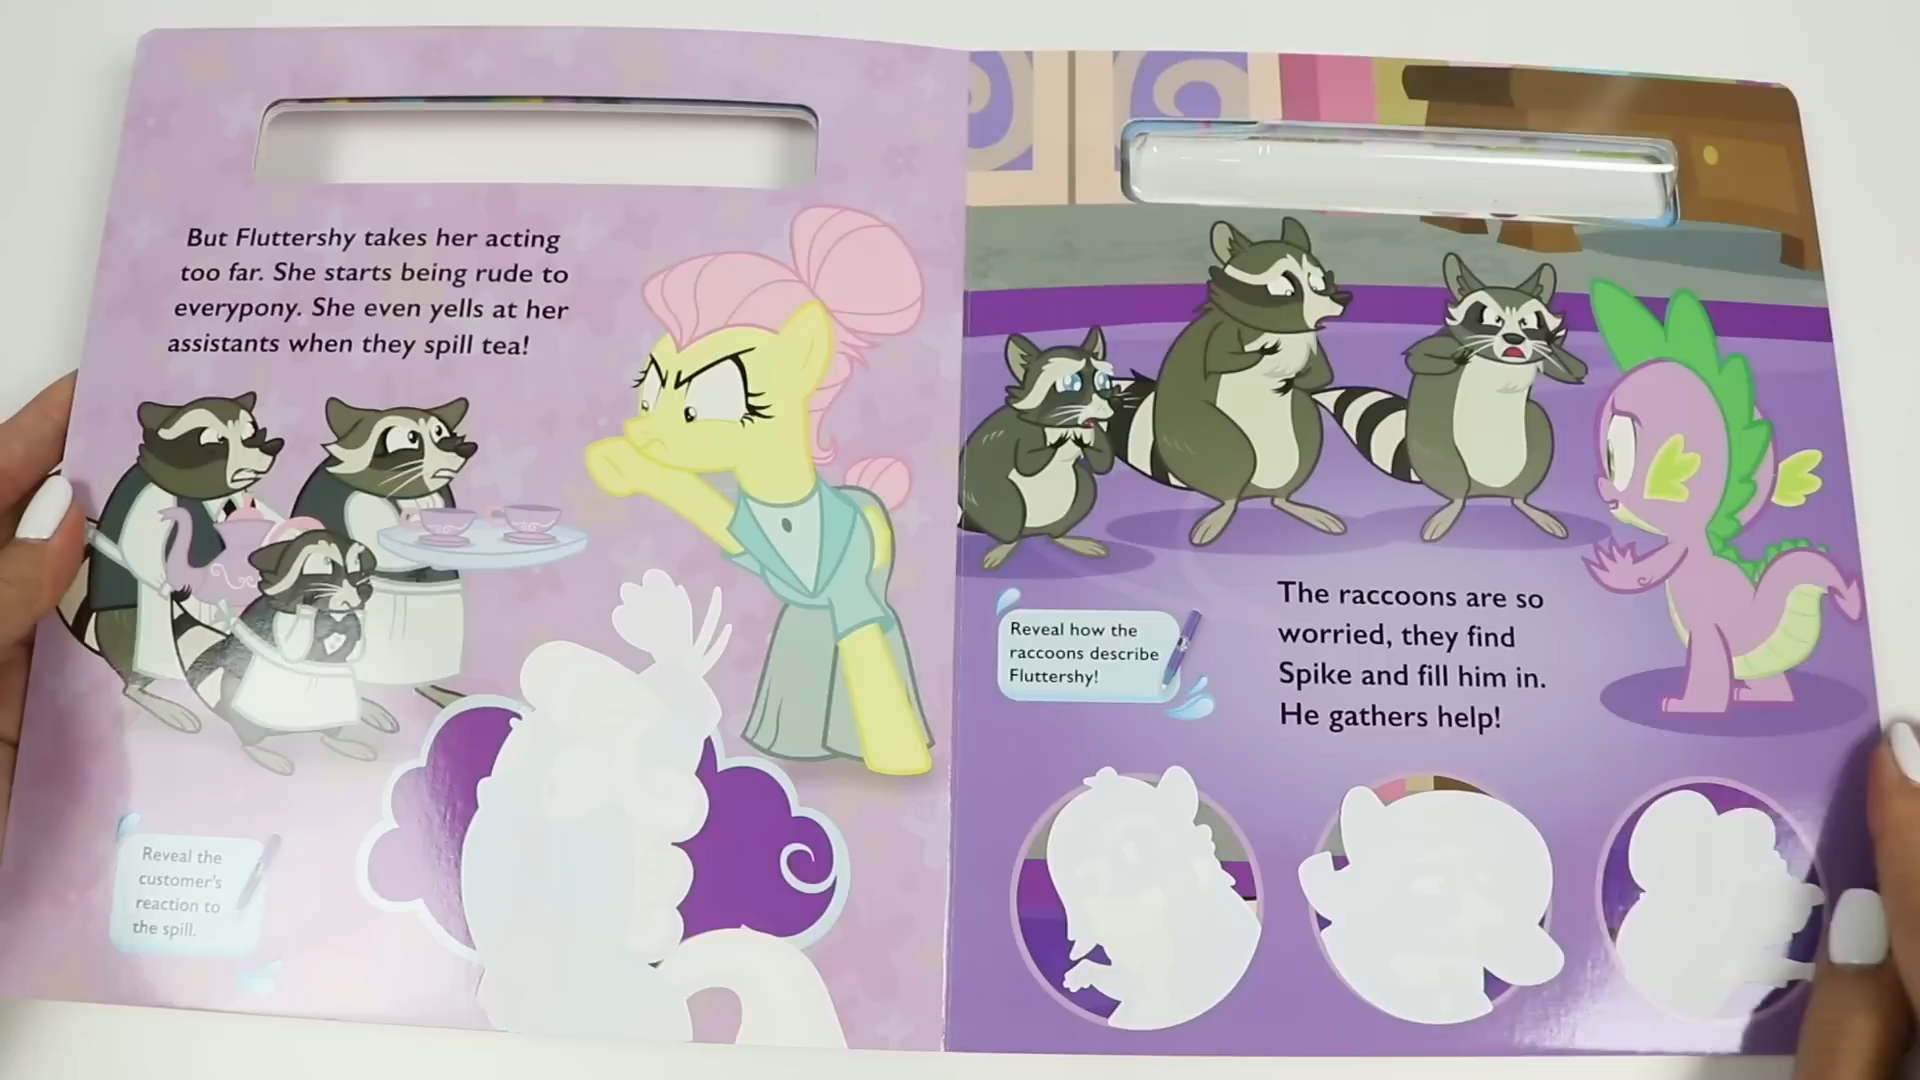 But Fluttershy takes her acting
too far. She starts being rude to
everypony. She even yells at her
assistants when they spill tea!
Reveal the
customer's
reaction to
the spill.
Reveal how the
raccoons describe
Fluttershy!
The raccoons are so
worried, they find
Spike and fill him in.
He gathers help!